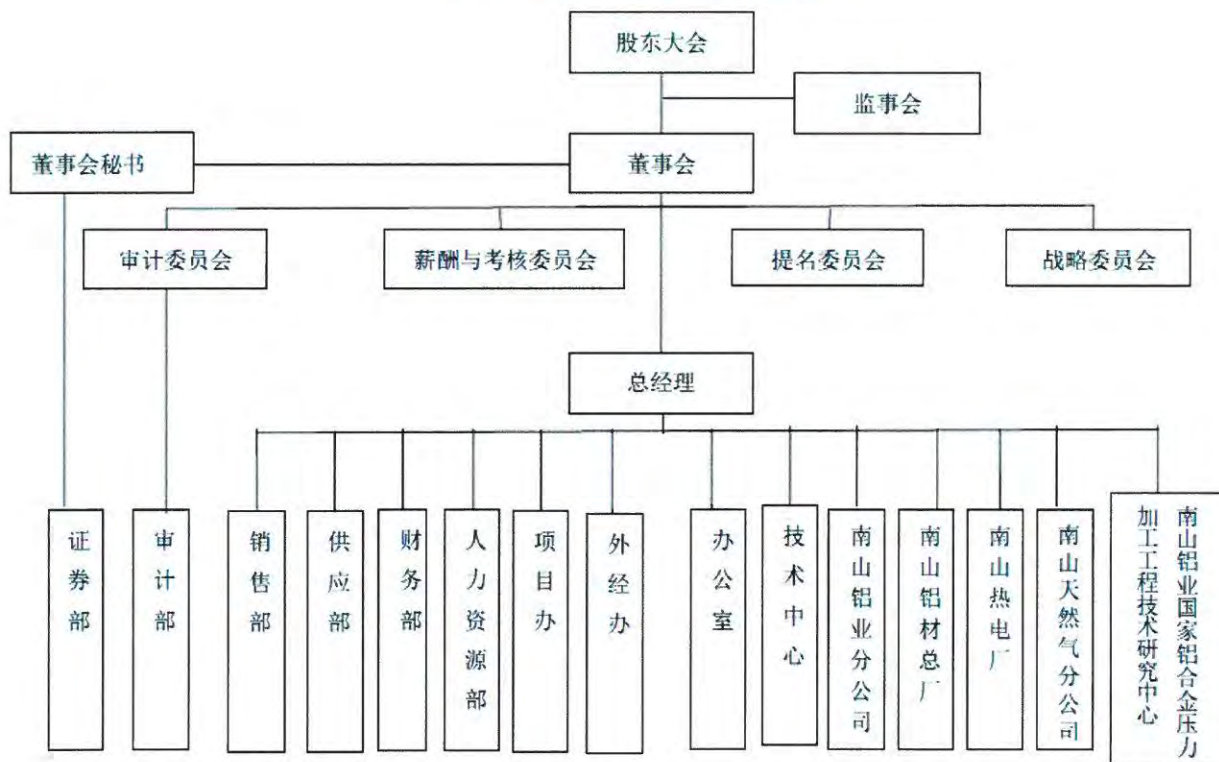 股东大会
监事会
董事会秘书
董事会
审计委员会
薪酬与考核委员会
提名委员会
战略委员会
总经理
证券部
审计部
销售部
供应部
财务部
人力资源部
项目办
外经办
办公室
技术中心
南山铝业分公司
南山铝材总厂
南山热电厂
南山天然气分公司
南山铝业国家铝合金压力
加工工程技术研究中心